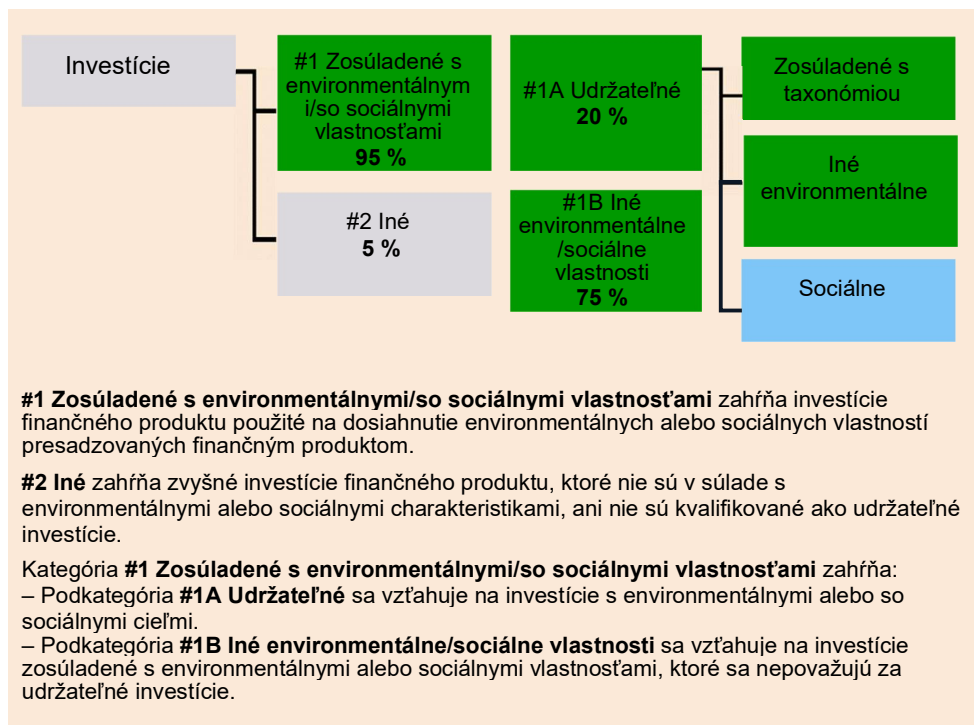 Investície
#1 Zosúladené s
environmentálnym
i/so sociálnymi
vlastnosťami
95 %
#2 Iné
5 %
#1A Udržateľné
20 %
#1B Iné
environmentálne
/sociálne
vlastnosti
75 %
Zosúladené s
taxonómiou
Iné
environmentálne
Sociálne
#1 Zosúladené s environmentálnymi/so sociálnymi vlastnosťami zahŕňa investície
finančného produktu použité na dosiahnutie environmentálnych alebo sociálnych vlastností
presadzovaných finančným produktom.
#2 Iné zahŕňa zvyšné investície finančného produktu, ktoré nie sú v súlade s
environmentálnymi alebo sociálnymi charakteristikami, ani nie sú kvalifikované ako udržateľné
investície.
Kategória #1 Zosúladené s environmentálnymi/so sociálnymi vlastnosťami zahŕňa:
– Podkategória #1A Udržateľné sa vzťahuje na investície s environmentálnymi alebo so
sociálnymi cieľmi.
– Podkategória #1B Iné environmentálne/sociálne vlastnosti sa vzťahuje na investície
zosúladené s environmentálnymi alebo sociálnymi vlastnosťami, ktoré sa nepovažujú za
udržateľné investície.